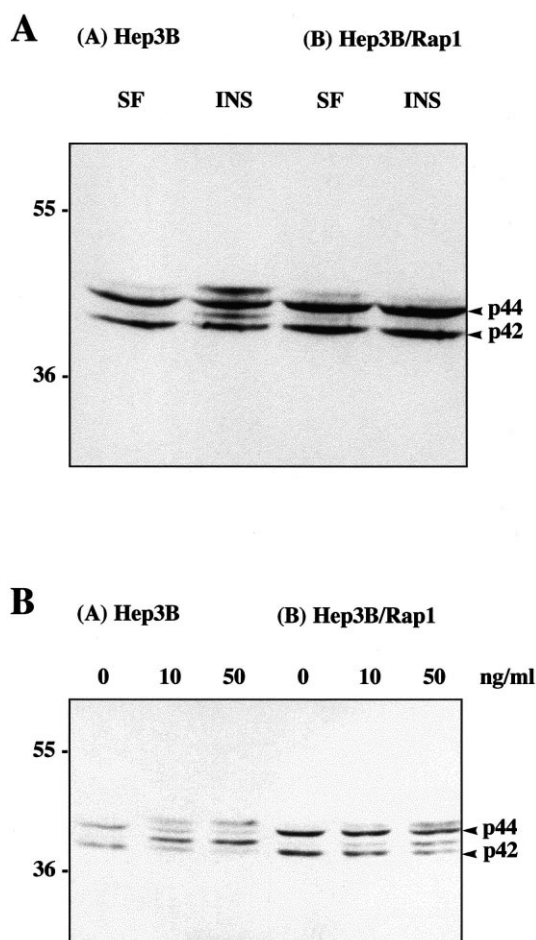 A
(A) Hep3B (B) Hep3B/Rap1
SF INS SF INS
55 -
p44
p42
36 -
B
(A) Hep3B (B) Hep3B/Rap1
0 10 50 0 10 50 ng/ml
55 -
p44
p42
36 -